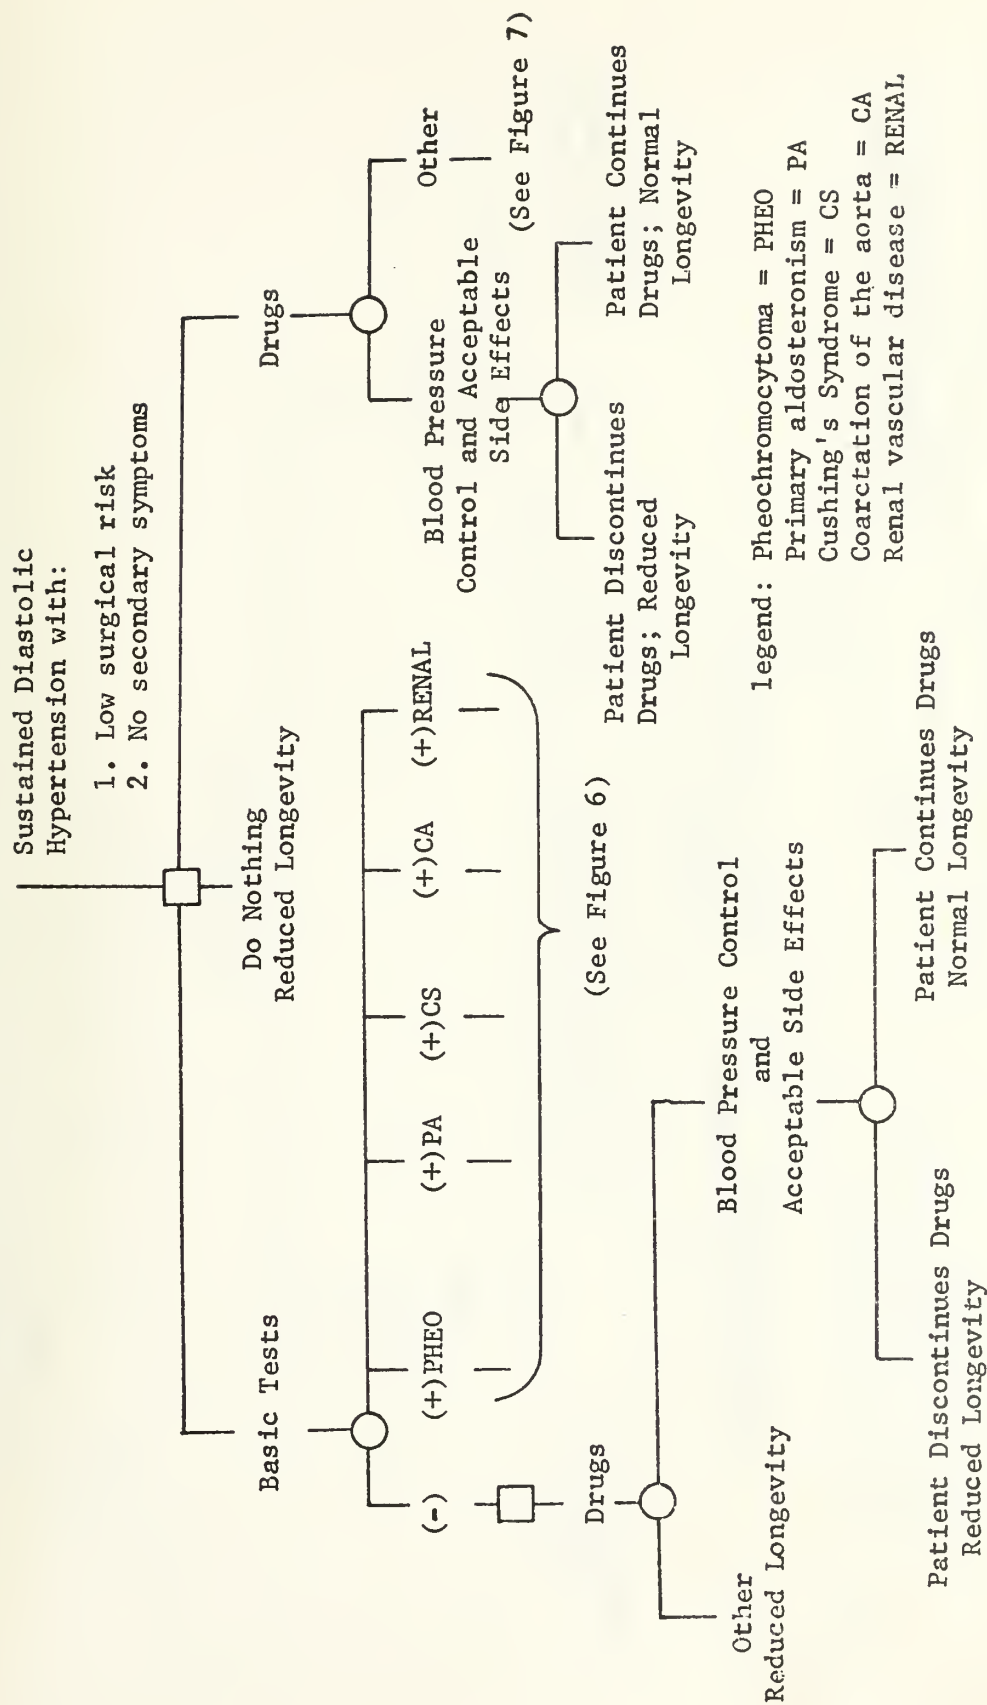 Sustained Diastolic
Hypertension with:
1. Low surgical risk
2. No secondary symptoms
Basic Tests
Do Nothing
Reduced Longevity
Drugs
(-)
(+)PHEO
(+)PA
(+)CS
(+)CA
(+)RENAL
(See Figure 6)
Blood Pressure
Control and Acceptable
Side Effects
Other
(See Figure 7)
Patient Discontinues
Drugs; Reduced
Longevity
Patient Continues
Drugs; Normal
Longevity
Drugs
Other
Reduced Longevity
Blood Pressure Control
and
Acceptable Side Effects
Patient Discontinues Drugs
Reduced Longevity
Patient Continues Drugs
Normal Longevity
legend: Pheochromocytoma = PHEO
Primary aldosteronism = PA
Cushing's Syndrome = CS
Coarctation of the aorta = CA
Renal vascular disease = RENAL